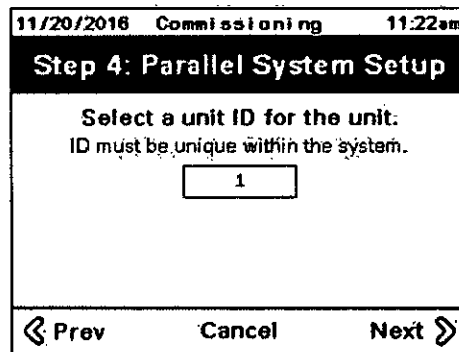 11/20/2016 Commissioning 11:22am
Step 4: Parallel System Setup
Select a unit ID for the unit.
ID must be unique within the system.
1
Prev Cancel Next